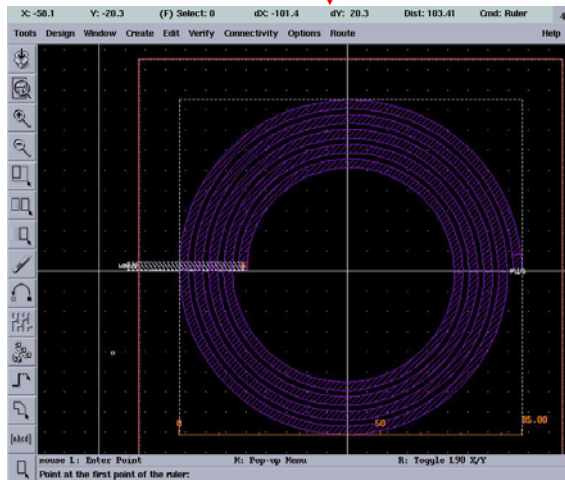 X: -58.1 Y: -20.3 (F) Select: 0 dX: -101.4 dY: 20.3 Dist: 103.41 Cmd: Ruler 4
Tools Design Window Create Edit Verify Connectivity Options Route Help
[abcd]
0 50 85.00
mouse L: Enter Point M: Pop-up Menu R: Toggle L90 X/Y
Point at the first point of the ruler: